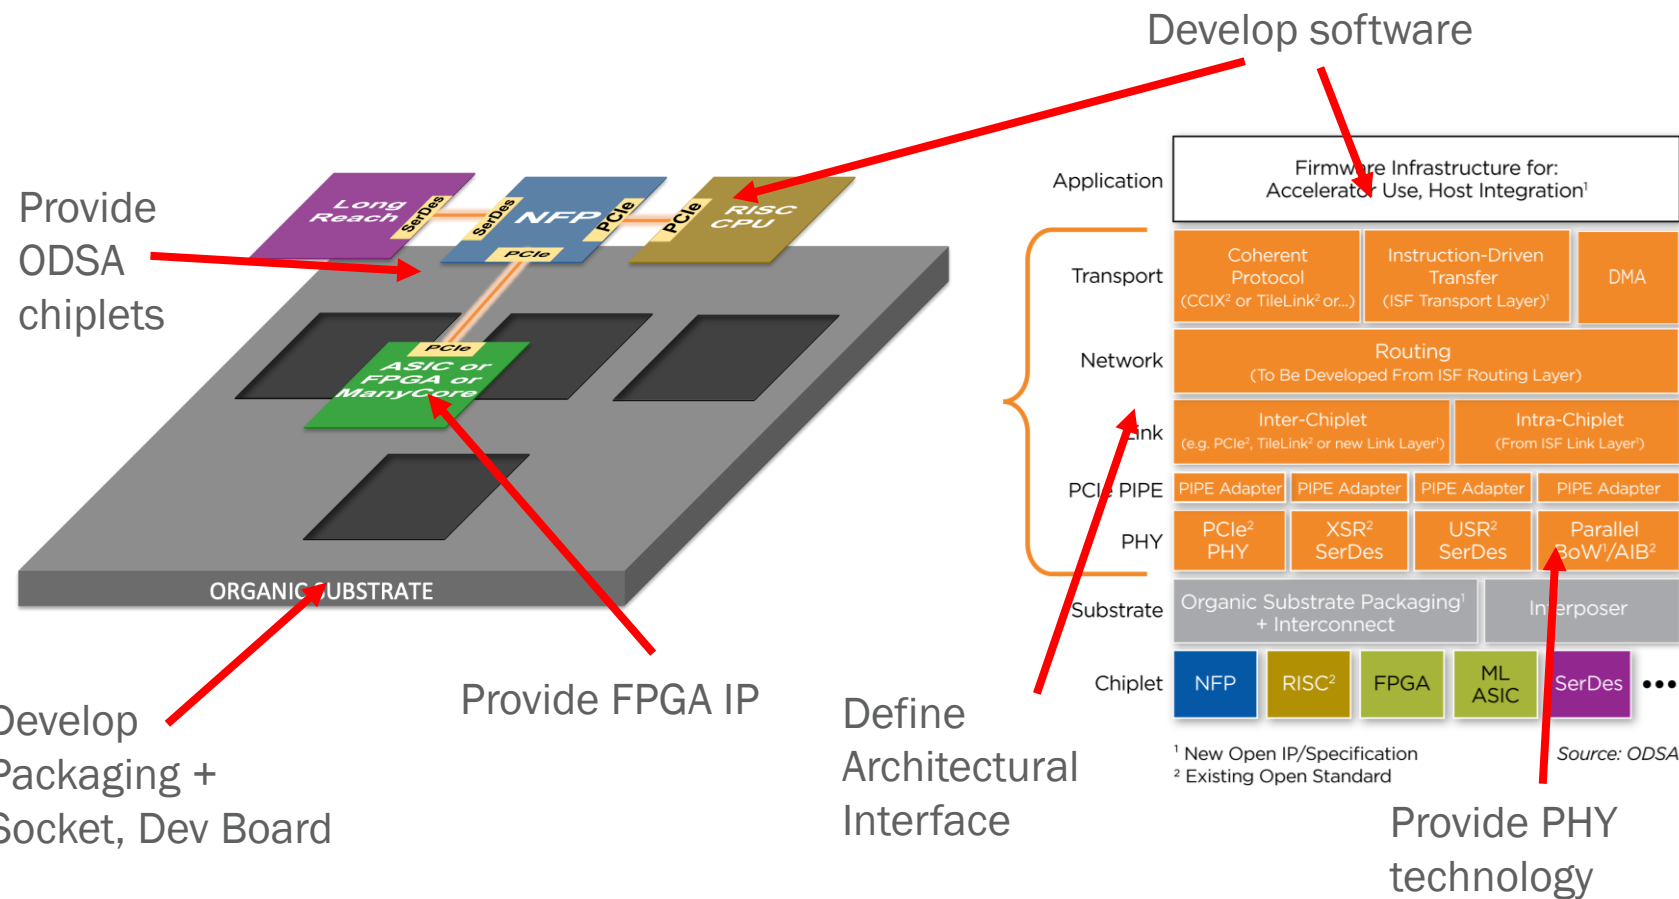 Develop software
Provide
ODSA
chiplets
Long
Reach
SerDes
SerDes
NFP
PCIe
PCIe
RISC
CPU
PCIe
PCIe
ASIC or
FPGA or
ManyCore
ORGANIC SUBSTRATE
Develop
Packaging +
Socket, Dev Board
Provide FPGA IP
Define
Architectural
Interface
Application
Firmware Infrastructure for:
Accelerator Use, Host Integration¹
Transport
Coherent
Protocol
(CCIX² or TileLink² or...)
Instruction-Driven
Transfer
(ISF Transport Layer)¹
DMA
Network
Routing
(To Be Developed From ISF Routing Layer)
Link
Inter-Chiplet
(e.g. PCIe², TileLink² or new Link Layer¹)
Intra-Chiplet
(From ISF Link Layer¹)
PCIe PIPE
PIPE Adapter
PIPE Adapter
PIPE Adapter
PIPE Adapter
PHY
PCIe²
PHY
XSR²
SerDes
USR²
SerDes
Parallel
BoW¹/AIB²
Substrate
Organic Substrate Packaging¹
+ Interconnect
Interposer
Chiplet
NFP
RISC²
FPGA
ML
ASIC
SerDes
•••
¹ New Open IP/Specification
² Existing Open Standard
Source: ODSA
Provide PHY
technology